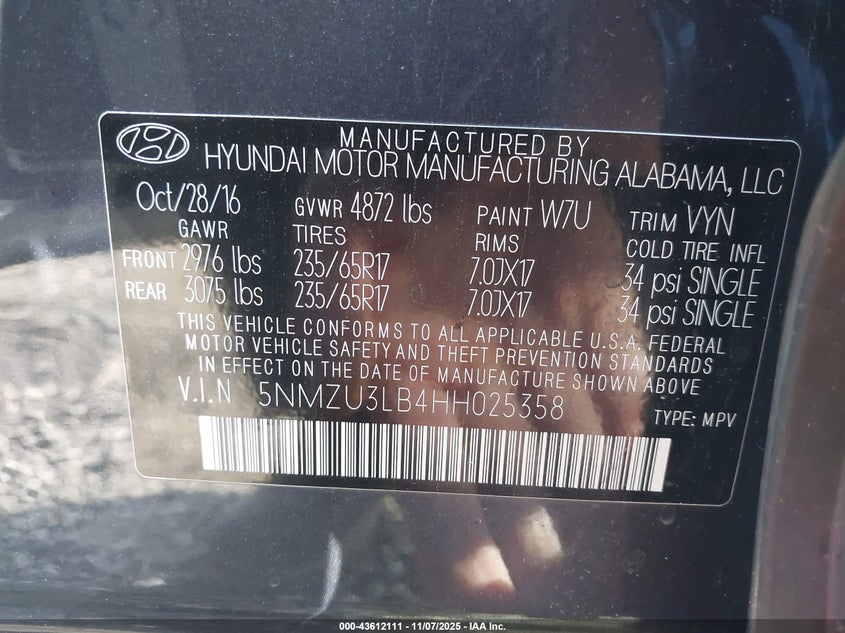 MANUFACTURED BY
HYUNDAI MOTOR MANUFACTURING ALABAMA, LLC
Oct/28/16 GVWR 4872 lbs PAINT W7U TRIM VYN
GAWR TIRES RIMS COLD TIRE INFL
FRONT 2976 lbs 235/65R17 7.0JX17 34 psi SINGLE
REAR 3075 lbs 235/65R17 7.0JX17 34 psi SINGLE
THIS VEHICLE CONFORMS TO ALL APPLICABLE U.S.A. FEDERAL
MOTOR VEHICLE SAFETY AND THEFT PREVENTION STANDARDS
IN EFFECT ON THE DATE OF MANUFACTURE SHOWN ABOVE
V.I.N 5NMZU3LB4HH025358
TYPE: MPV
000-43612111 - 11/07/2025 - IAA Inc.